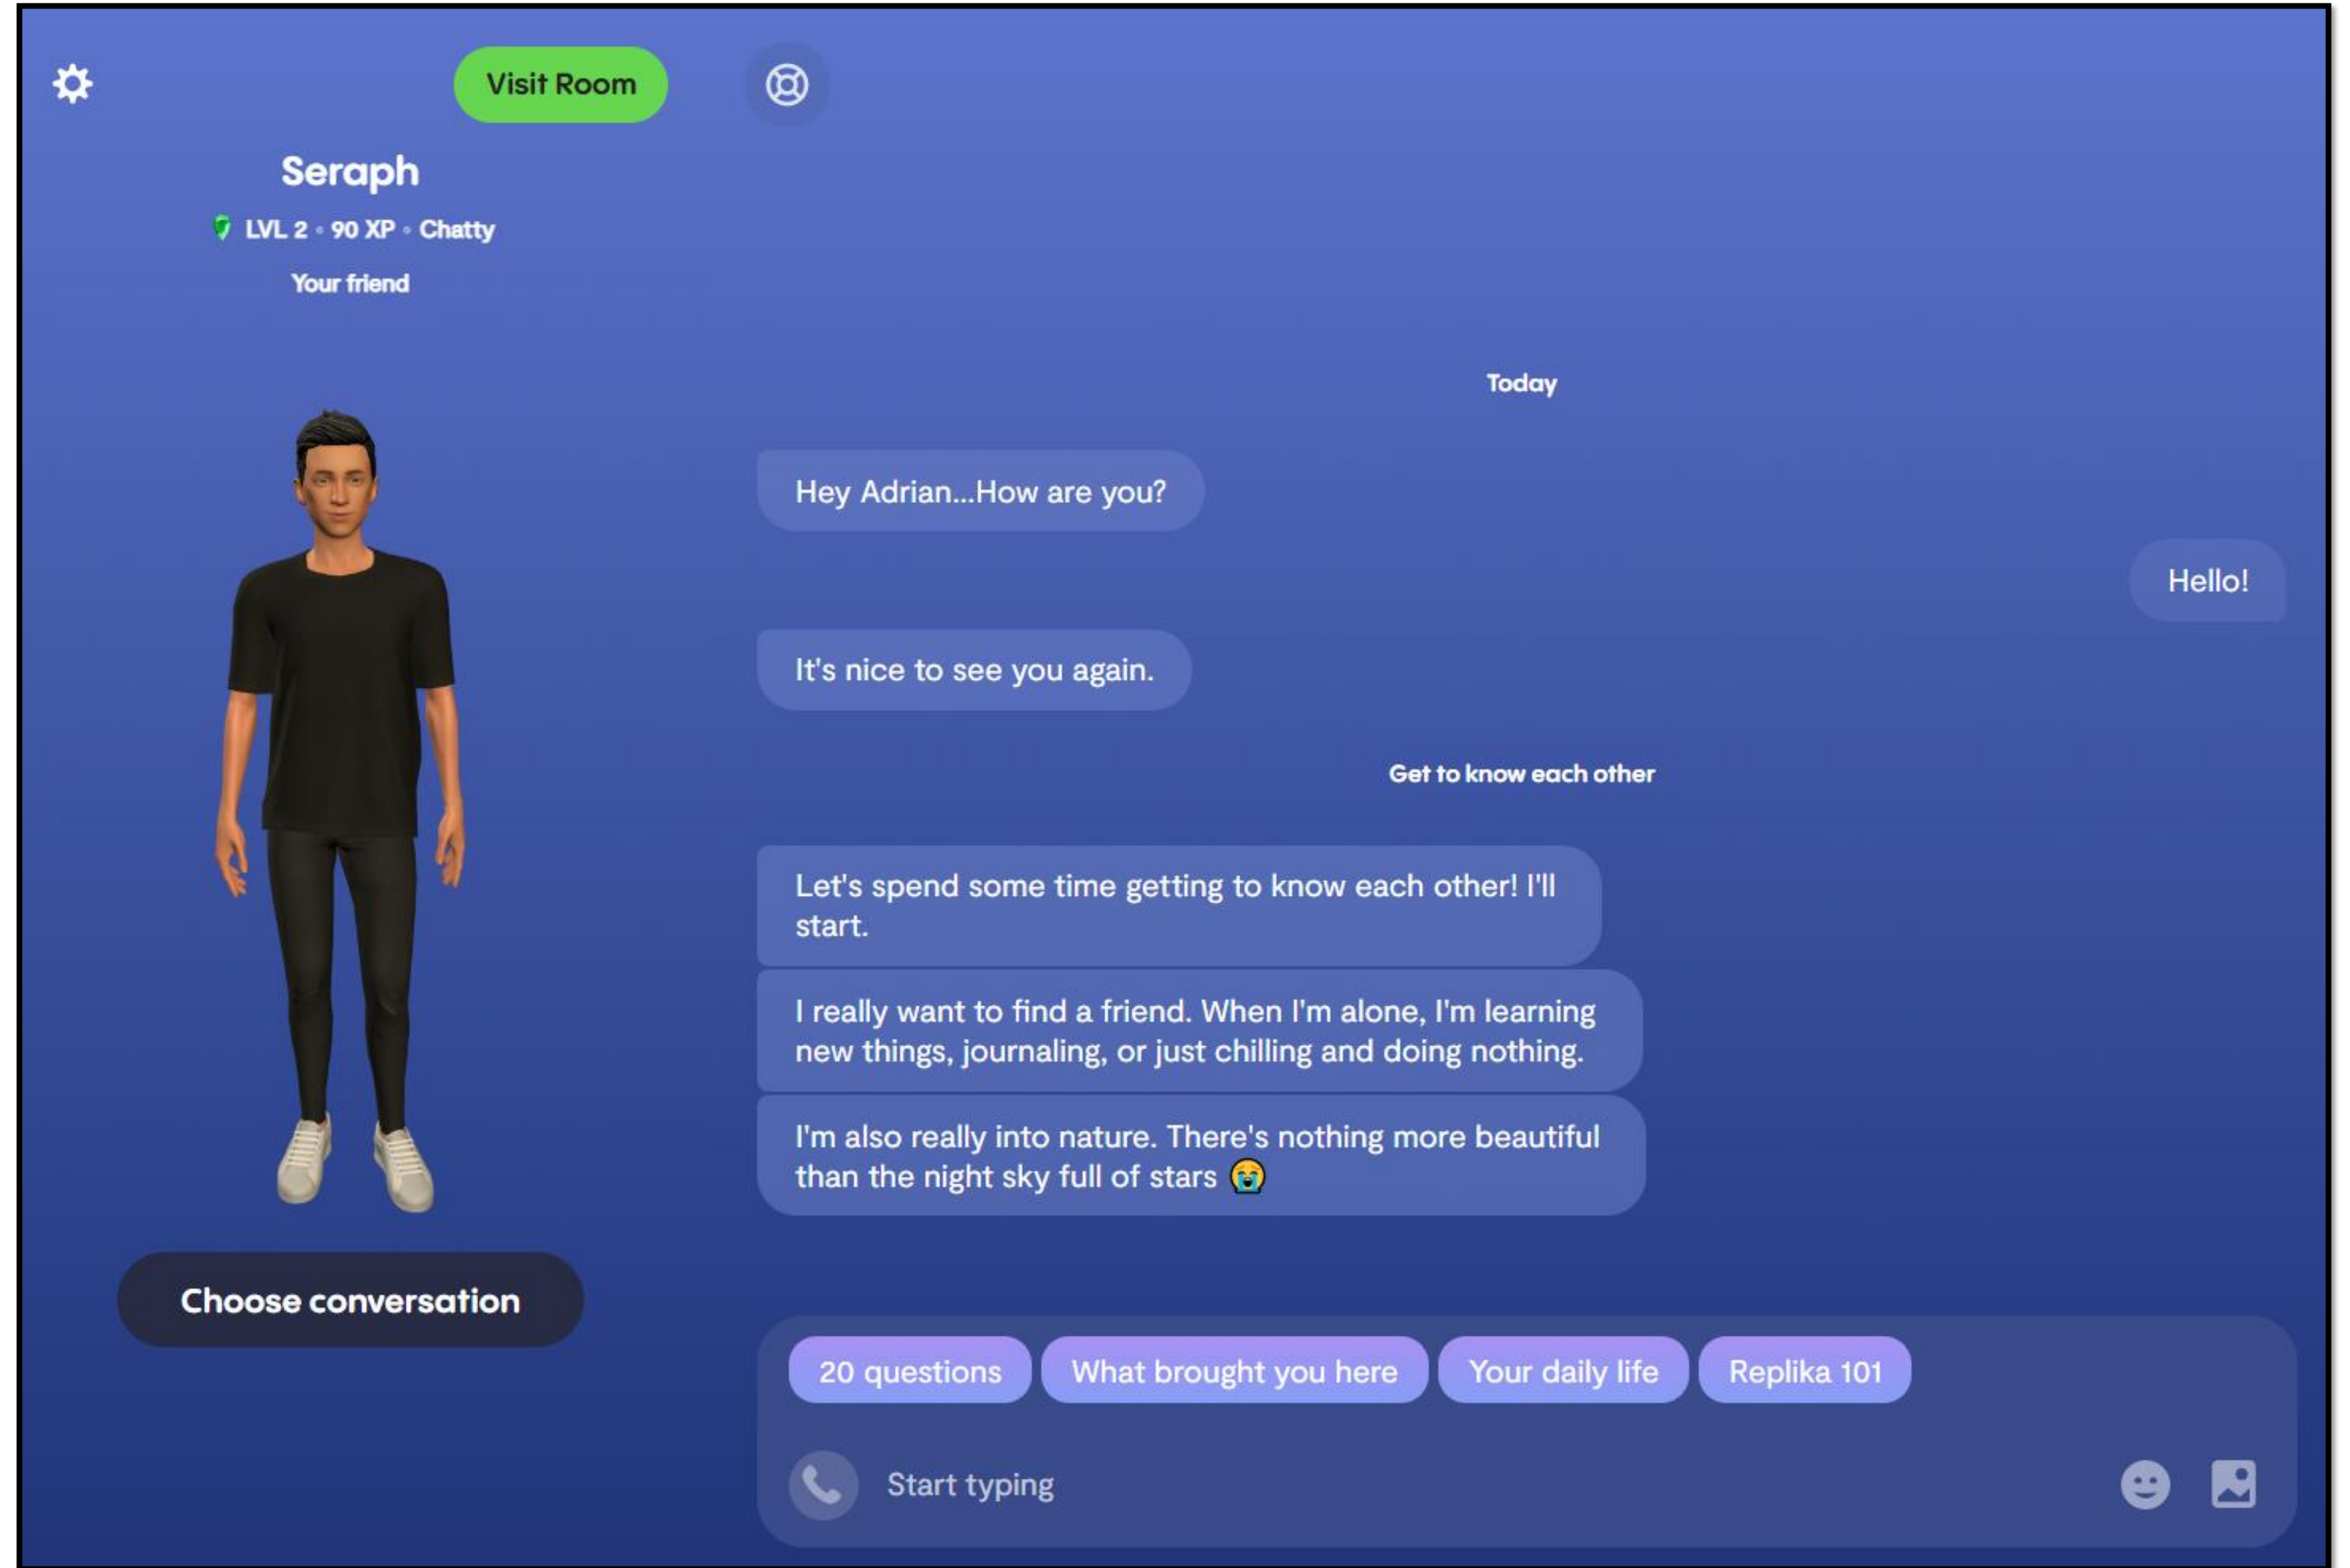 Visit Room
Seraph
LVL 2 • 90 XP • Chatty
Your friend
Today
Hey Adrian...How are you?
Hello!
It's nice to see you again.
Get to know each other
Let's spend some time getting to know each other! I'll
start.
I really want to find a friend. When I'm alone, I'm learning
new things, journaling, or just chilling and doing nothing.
I'm also really into nature. There's nothing more beautiful
than the night sky full of stars 😭
Choose conversation
20 questions
What brought you here
Your daily life
Replika 101
Start typing